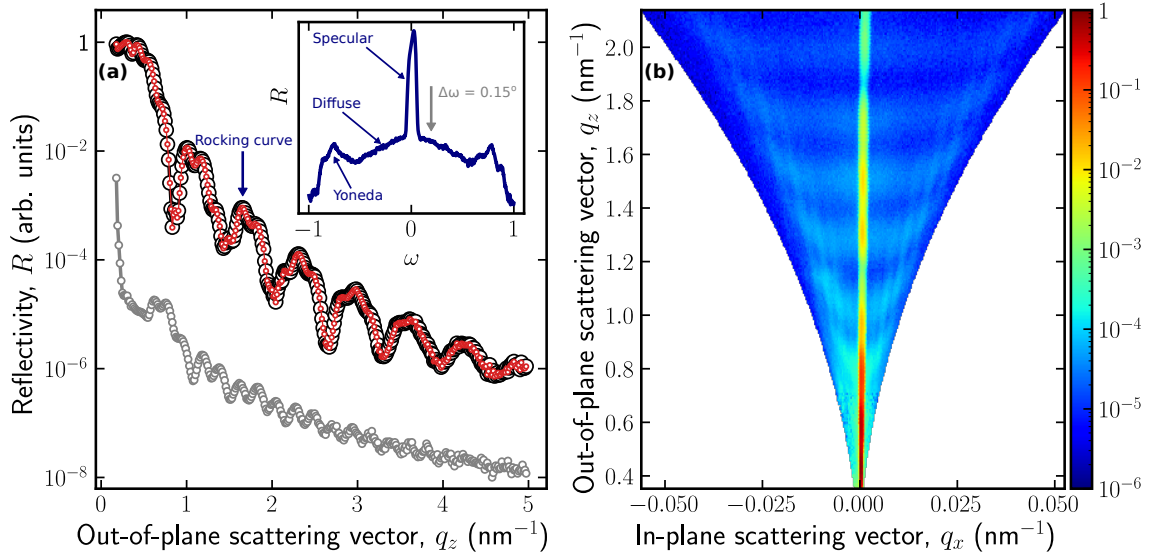 (a)
Reflectivity, R (arb. units)
1
10⁻²
10⁻⁴
10⁻⁶
10⁻⁸
0 1 2 3 4 5
Out-of-plane scattering vector, q_z (nm⁻¹)
Rocking curve
Specular
Diffuse
Yoneda
Δω = 0.15°
R
−1 0 1
ω
(b)
Out-of-plane scattering vector, q_z (nm⁻¹)
2.0
1.8
1.6
1.4
1.2
1.0
0.8
0.6
0.4
−0.050 −0.025 0.000 0.025 0.050
In-plane scattering vector, q_x (nm⁻¹)
1
10⁻¹
10⁻²
10⁻³
10⁻⁴
10⁻⁵
10⁻⁶